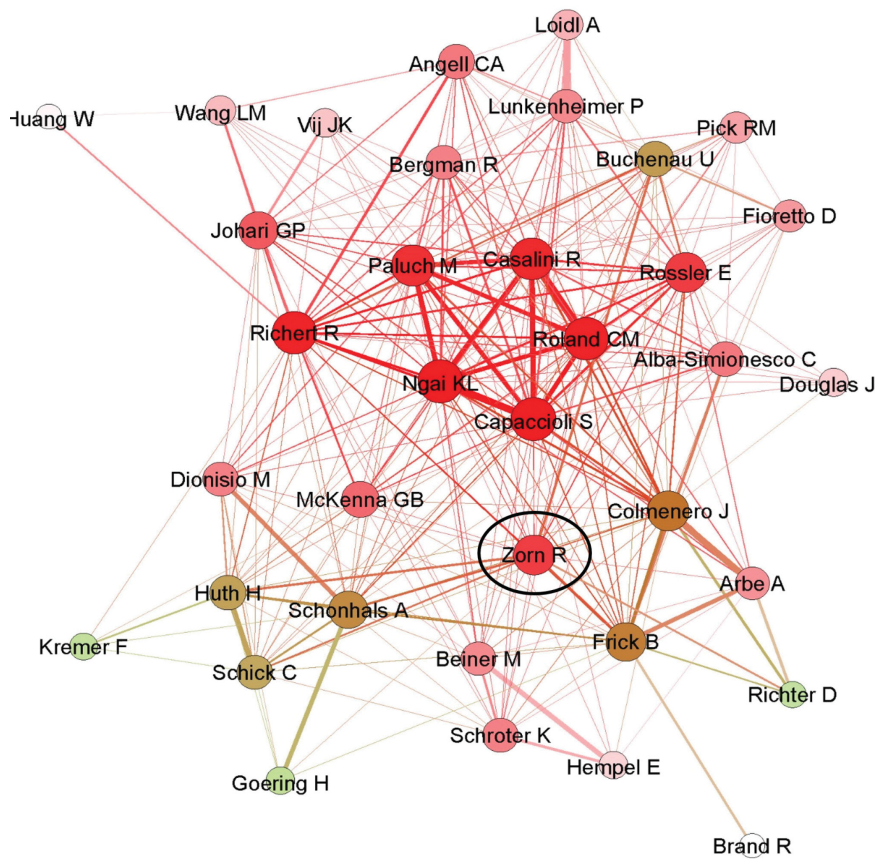 Loidl A
Angell CA
Lunkenheimer P
Huang W
Wang LM
Vij JK
Pick RM
Bergman R
Buchenau U
Johari GP
Fioretto D
Paluch M
Casalini R
Rossler E
Richert R
Roland CM
Alba-Simionesco C
Ngai KL
Douglas J
Capaccioli S
Dionisio M
McKenna GB
Colmenero J
Zorn R
Arbe A
Huth H
Schonhals A
Kremer F
Frick B
Schick C
Beiner M
Richter D
Schroter K
Goering H
Hempel E
Brand R